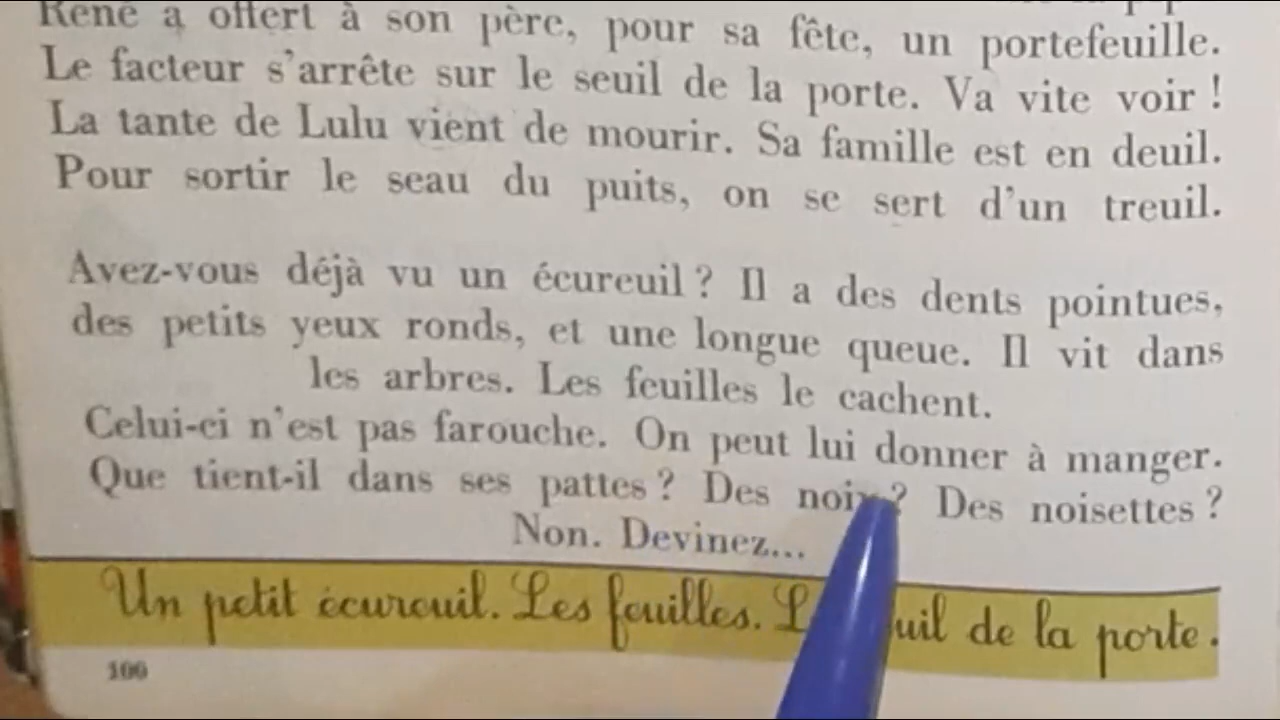 René a offert à son père, pour sa fête, un portefeuille.
Le facteur s'arrête sur le seuil de la porte. Va vite voir !
La tante de Lulu vient de mourir. Sa famille est en deuil.
Pour sortir le seau du puits, on se sert d'un treuil.
Avez-vous déjà vu un écureuil ? Il a des dents pointues,
des petits yeux ronds, et une longue queue. Il vit dans
les arbres. Les feuilles le cachent.
Celui-ci n'est pas farouche. On peut lui donner à manger.
Que tient-il dans ses pattes ? Des noix ? Des noisettes ?
Non. Devinez...
Un petit écureuil. Les feuilles. de la porte.
100